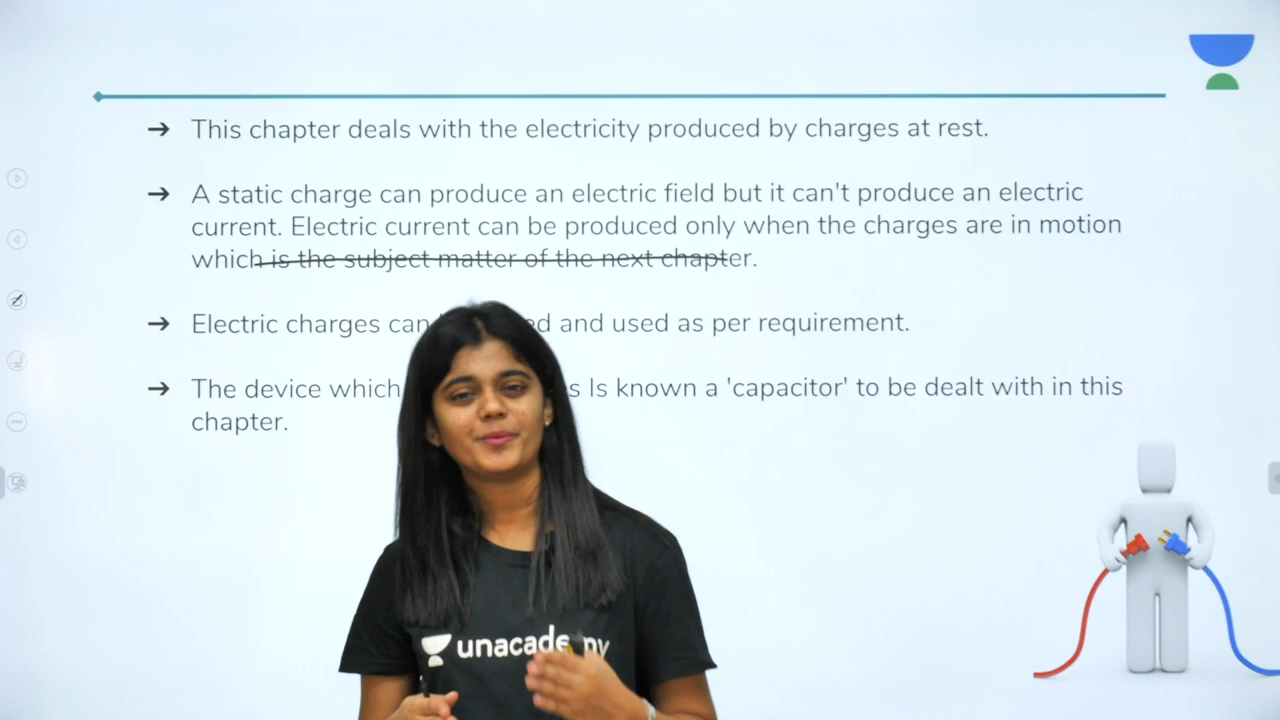 This chapter deals with the electricity produced by charges at rest.
A static charge can produce an electric field but it can't produce an electric
current. Electric current can be produced only when the charges are in motion
which is the subject matter of the next chapter.
Electric charges can and used as per requirement.
The device which Is known a 'capacitor' to be dealt with in this
chapter.
unacademy